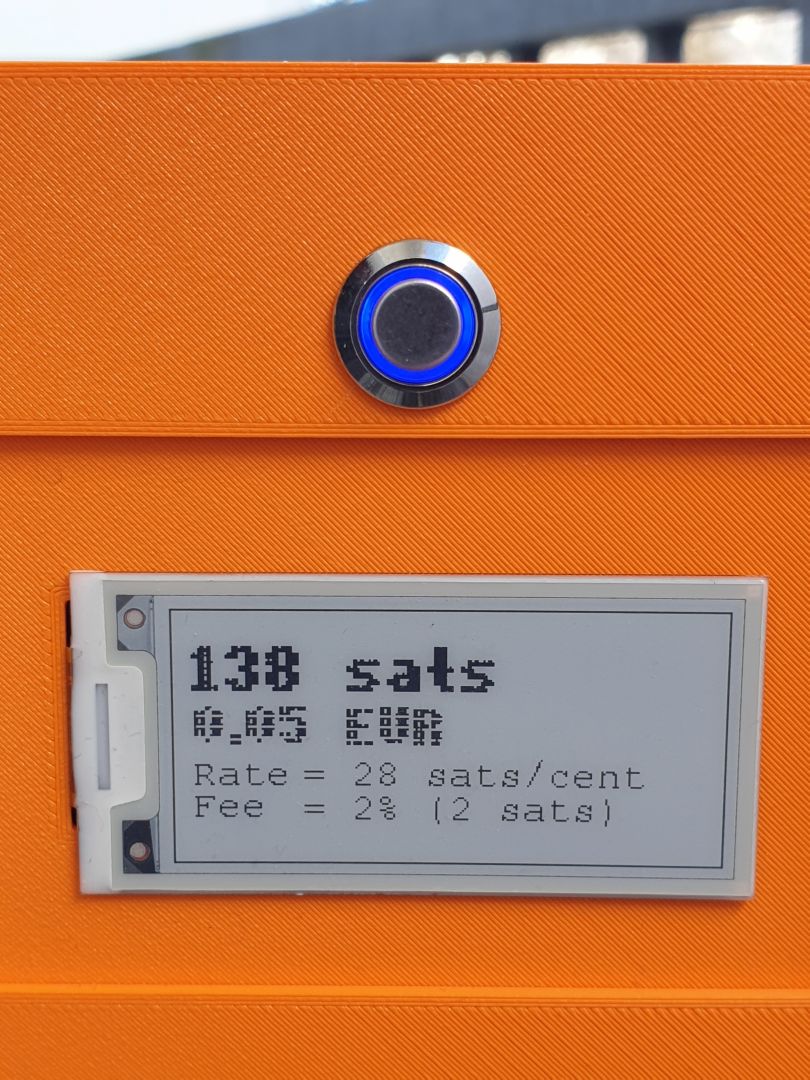 138 sats
0.05 EUR
Rate = 28 sats/cent
Fee = 2% (2 sats)